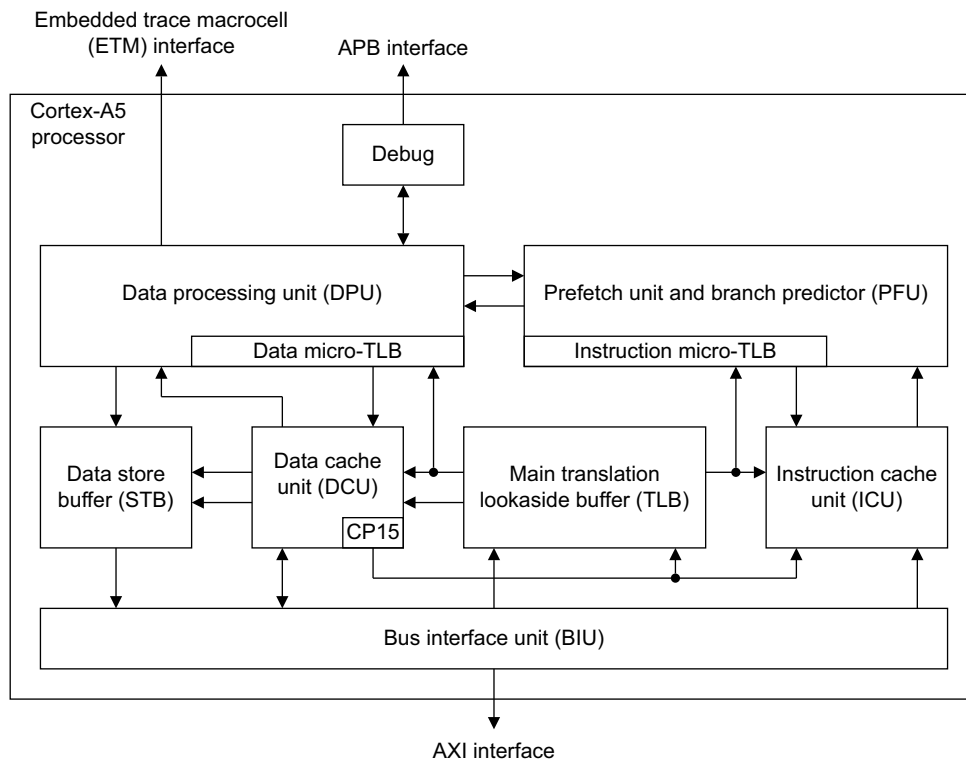 Embedded trace macrocell
(ETM) interface
APB interface
Cortex-A5
processor
Debug
Data processing unit (DPU)
Prefetch unit and branch predictor (PFU)
Data micro-TLB
Instruction micro-TLB
Data store
buffer (STB)
Data cache
unit (DCU)
CP15
Main translation
lookaside buffer (TLB)
Instruction cache
unit (ICU)
Bus interface unit (BIU)
AXI interface